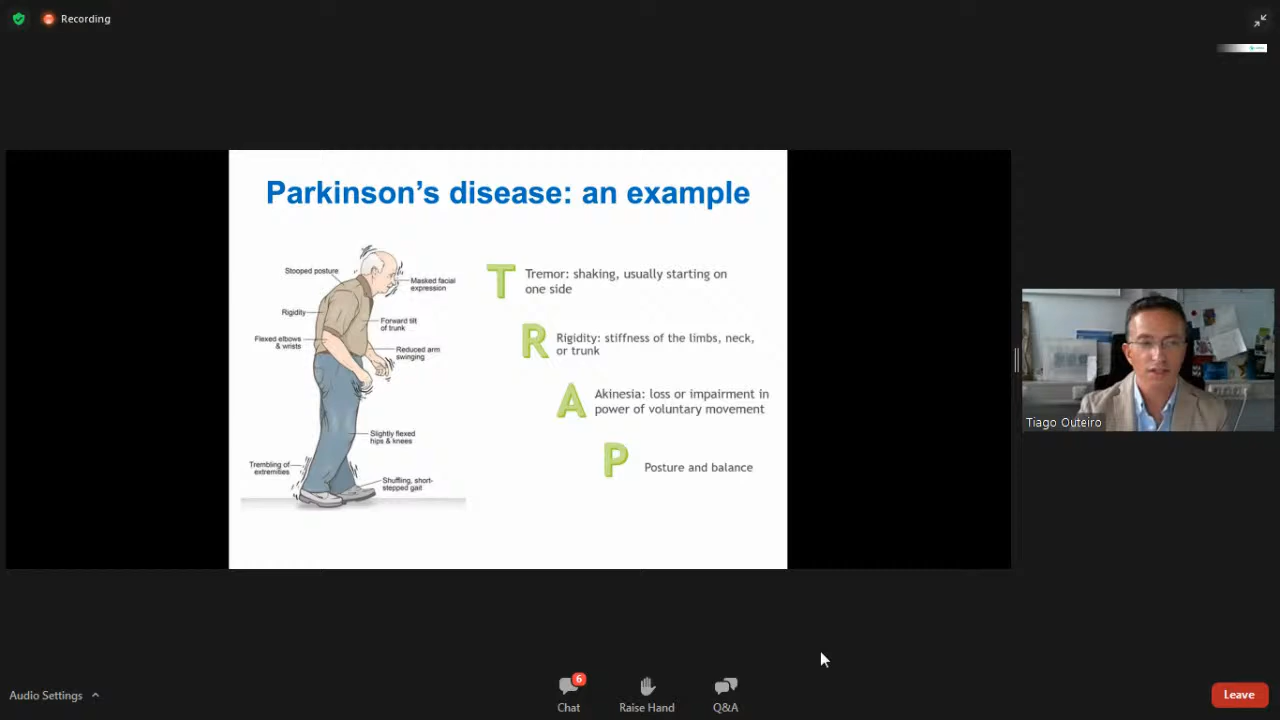 Recording
Parkinson's disease: an example
Stooped posture
Masked facial
expression
Rigidity
Forward tilt
of trunk
Flexed elbows
& wrists
Reduced arm
swinging
Slightly flexed
hips & knees
Trembling of
extremities
Shuffling, short-
stepped gait
T
Tremor: shaking, usually starting on
one side
R
Rigidity: stiffness of the limbs, neck,
or trunk
A
Akinesia: loss or impairment in
power of voluntary movement
P
Posture and balance
Tiago Outeiro
Audio Settings
6
Chat
Raise Hand
Q&A
Leave